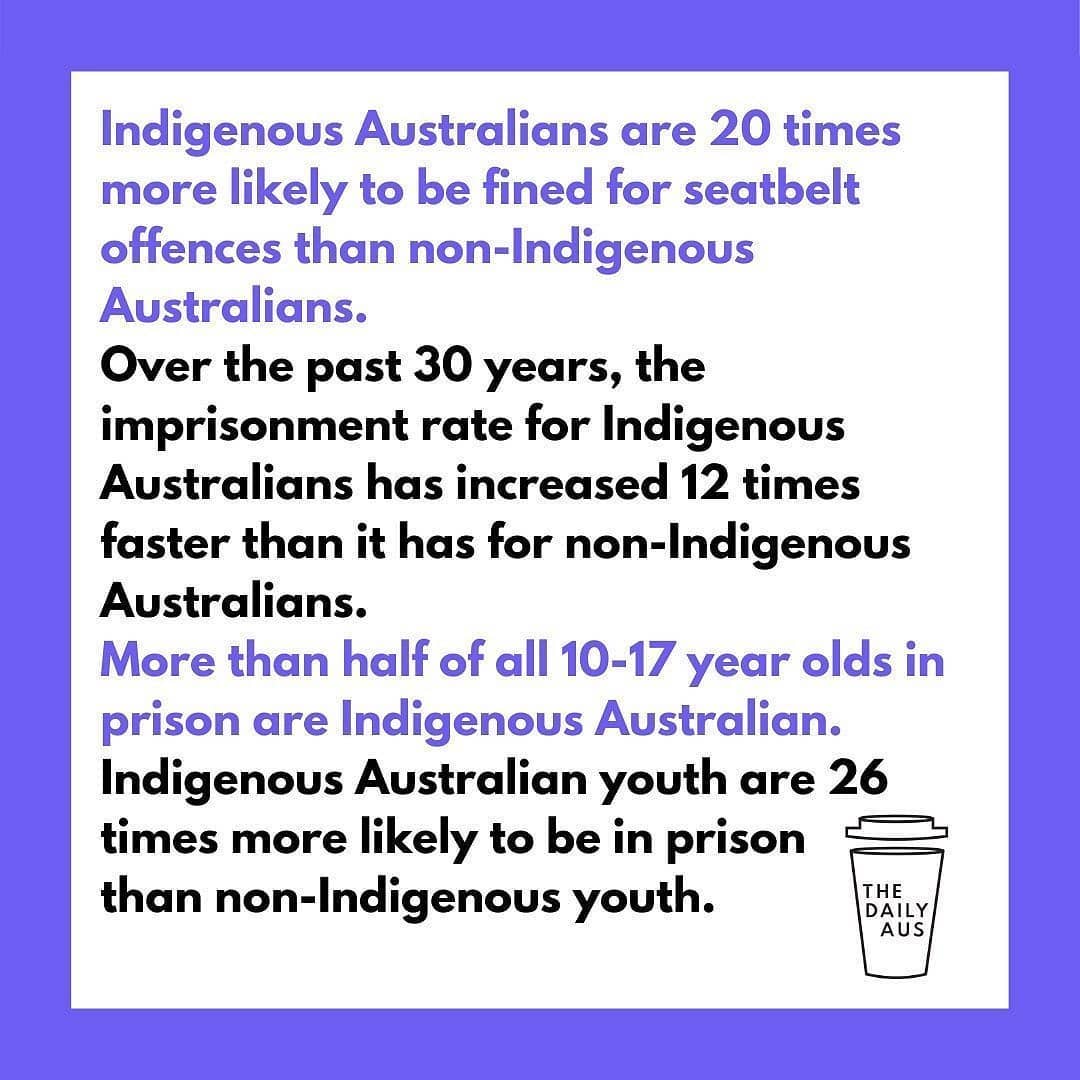 Indigenous Australians are 20 times
more likely to be fined for seatbelt
offences than non-Indigenous
Australians.
Over the past 30 years, the
imprisonment rate for Indigenous
Australians has increased 12 times
faster than it has for non-Indigenous
Australians.
More than half of all 10-17 year olds in
prison are Indigenous Australian.
Indigenous Australian youth are 26
times more likely to be in prison
than non-Indigenous youth.
THE
DAILY
AUS